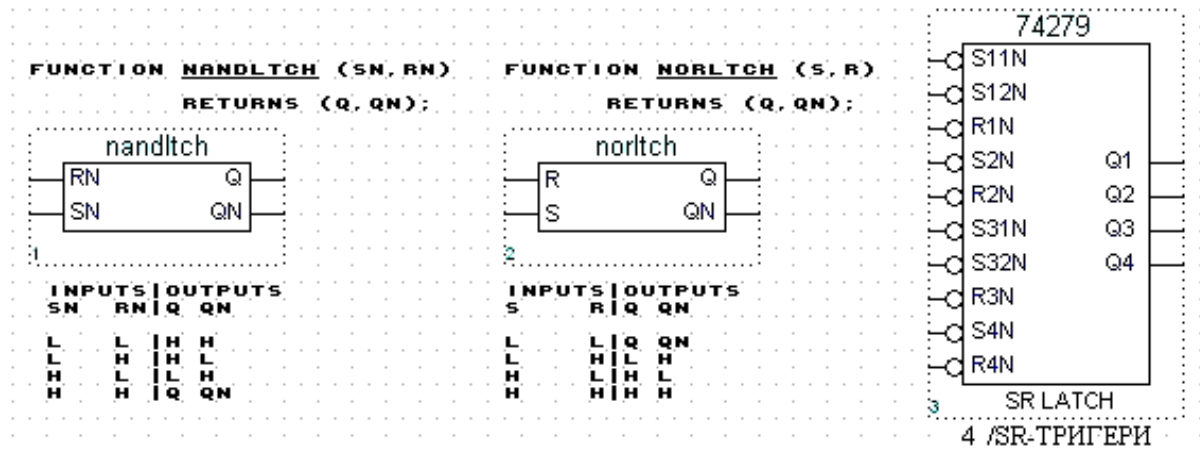 FUNCTION NANDLTCH (SN, RN)
RETURNS (Q, QN);
nandltch
RN Q
SN QN
1
INPUTS|OUTPUTS
SN RN|Q QN
L L |H H
L H |H L
H L |L H
H H |Q QN
FUNCTION NORLTCH (S, R)
RETURNS (Q, QN);
norltch
R Q
S QN
2
INPUTS|OUTPUTS
S R|Q QN
L L|Q QN
L H|L H
H L|H L
H H|H H
74279
S11N
S12N
R1N
S2N Q1
R2N Q2
S31N Q3
S32N Q4
R3N
S4N
R4N
3
SR LATCH
4 /SR-ТРИГЕРИ